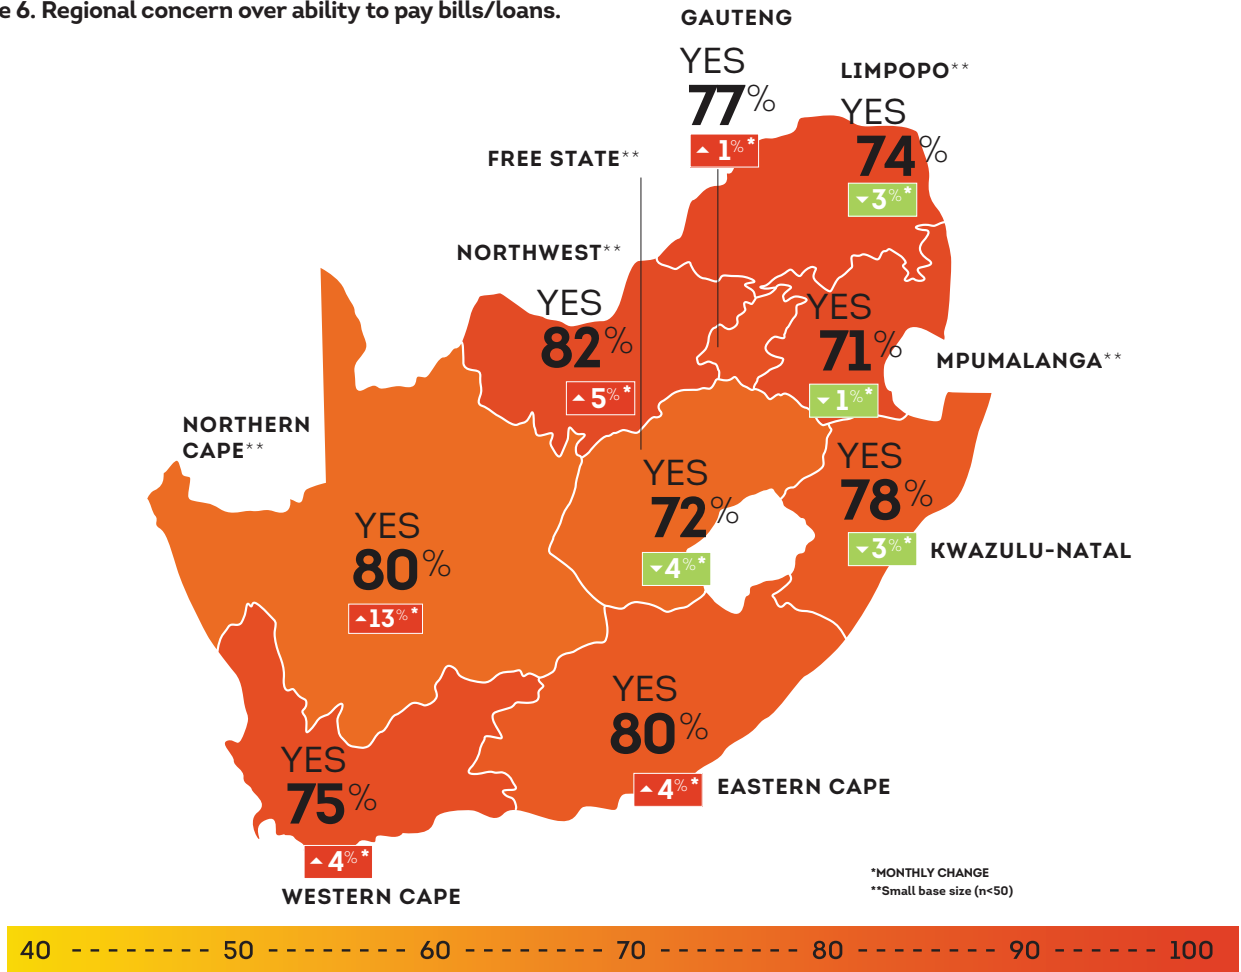 e 6. Regional concern over ability to pay bills/loans.
GAUTENG
YES
77%
▲ 1%*
LIMPOPO**
YES
74%
▼3%*
FREE STATE**
NORTHWEST**
YES
82%
▲ 5%*
YES
71%
▼1%*
MPUMALANGA**
NORTHERN
CAPE**
YES
80%
▲13%*
YES
72%
▼4%*
YES
78%
▼3%*
KWAZULU-NATAL
YES
80%
▲ 4%*
EASTERN CAPE
YES
75%
▲ 4%*
WESTERN CAPE
*MONTHLY CHANGE
**Small base size (n<50)
40 - - - - - - - - 50 - - - - - - - - 60 - - - - - - - - 70 - - - - - - - - 80 - - - - - - - - 90 - - - - - - - 100